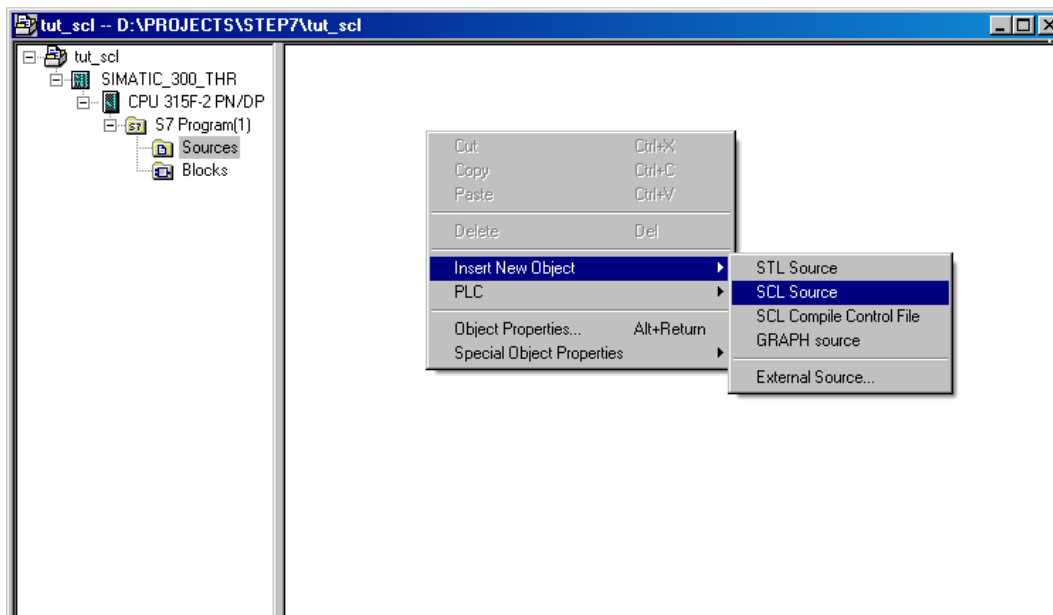 tut_scl -- D:\PROJECTS\STEP7\tut_scl
tut_scl
SIMATIC_300_THR
CPU 315F-2 PN/DP
S7 Program(1)
Sources
Blocks
Cut Ctrl+X
Copy Ctrl+C
Paste Ctrl+V
Delete Del
Insert New Object
PLC
Object Properties... Alt+Return
Special Object Properties
STL Source
SCL Source
SCL Compile Control File
GRAPH source
External Source...